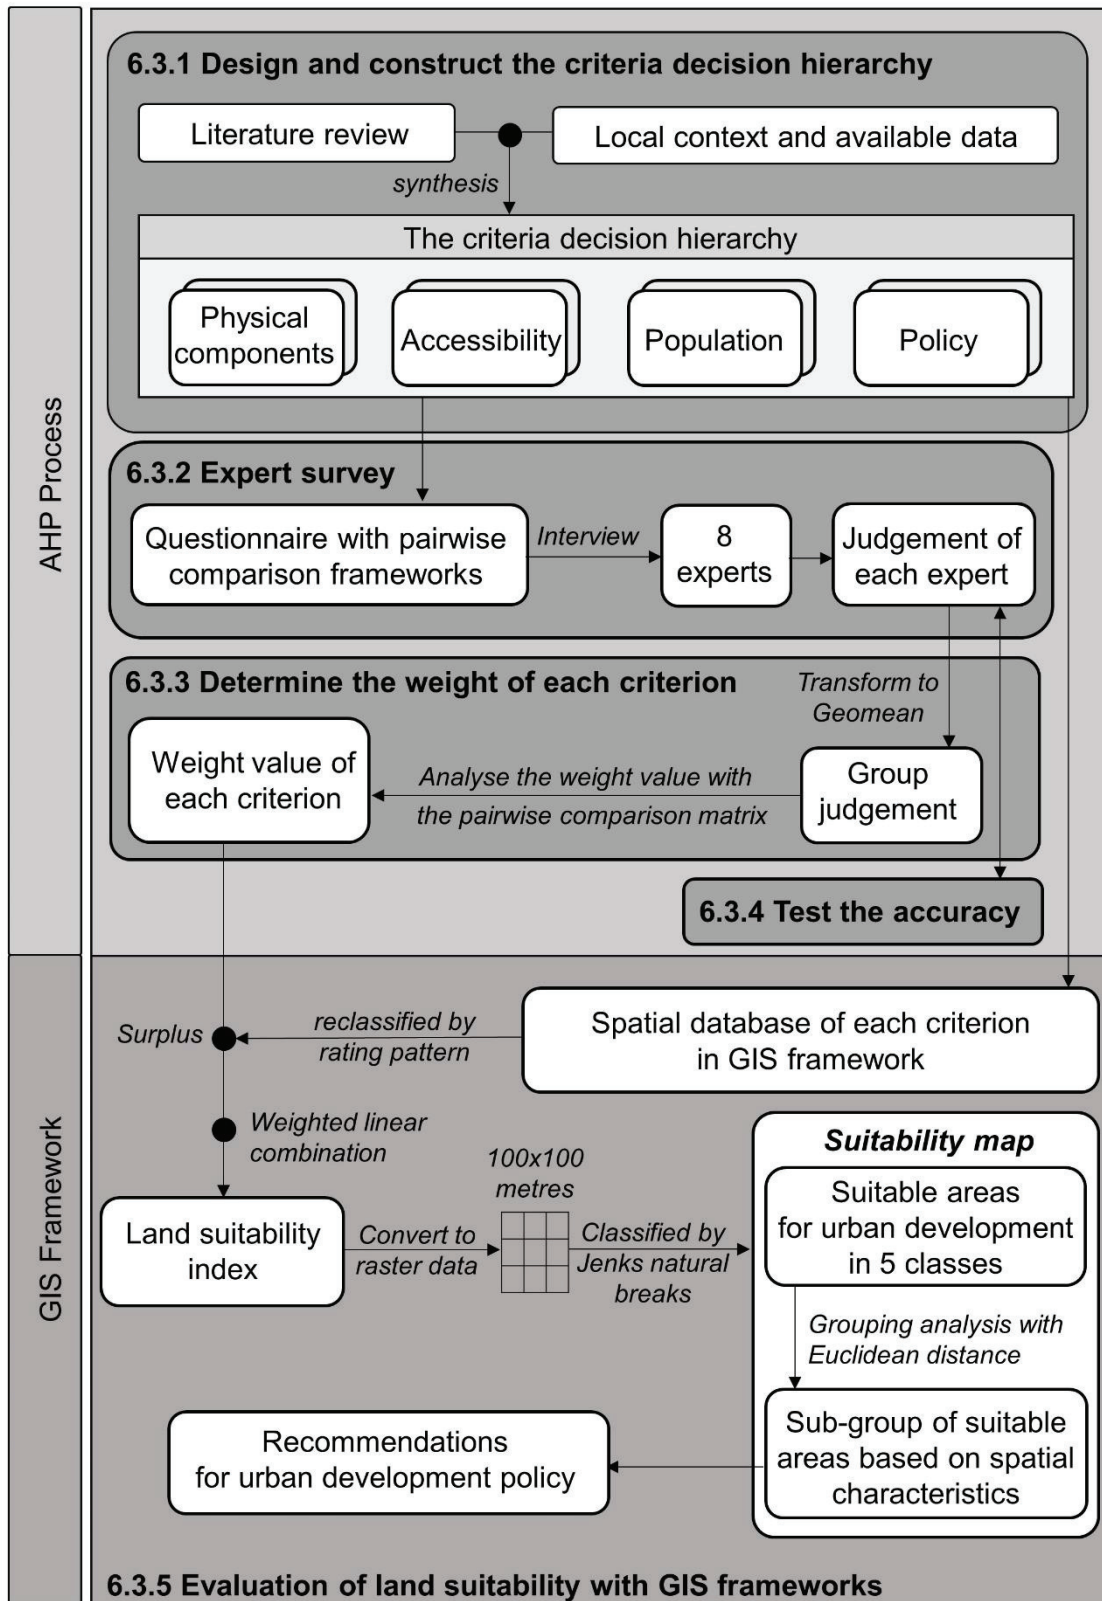 AHP Process
6.3.1 Design and construct the criteria decision hierarchy
Literature review
Local context and available data
synthesis
The criteria decision hierarchy
Physical
components
Accessibility
Population
Policy
6.3.2 Expert survey
Questionnaire with pairwise
comparison frameworks
Interview
8
experts
Judgement of
each expert
6.3.3 Determine the weight of each criterion
Transform to
Geomean
Weight value of
each criterion
Analyse the weight value with
the pairwise comparison matrix
Group
judgement
6.3.4 Test the accuracy
GIS Framework
Surplus
reclassified by
rating pattern
Spatial database of each criterion
in GIS framework
Weighted linear
combination
Land suitability
index
Convert to
raster data
100x100
metres
Classified by
Jenks natural
breaks
Suitability map
Suitable areas
for urban development
in 5 classes
Grouping analysis with
Euclidean distance
Sub-group of suitable
areas based on spatial
characteristics
Recommendations
for urban development policy
6.3.5 Evaluation of land suitability with GIS frameworks